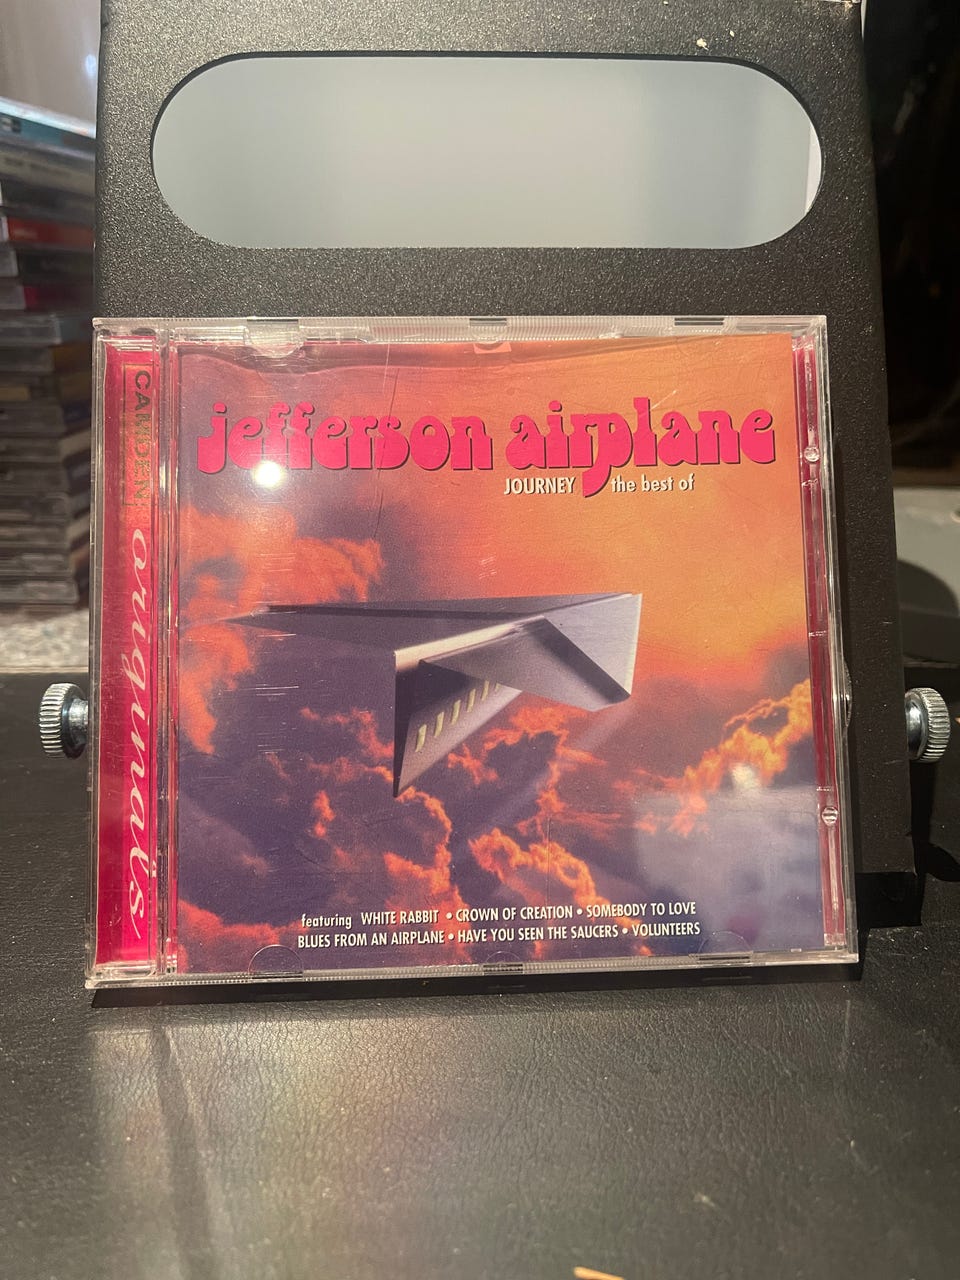 CAMDEN
originals
jefferson airplane
JOURNEY the best of
featuring WHITE RABBIT • CROWN OF CREATION • SOMEBODY TO LOVE
BLUES FROM AN AIRPLANE • HAVE YOU SEEN THE SAUCERS • VOLUNTEERS